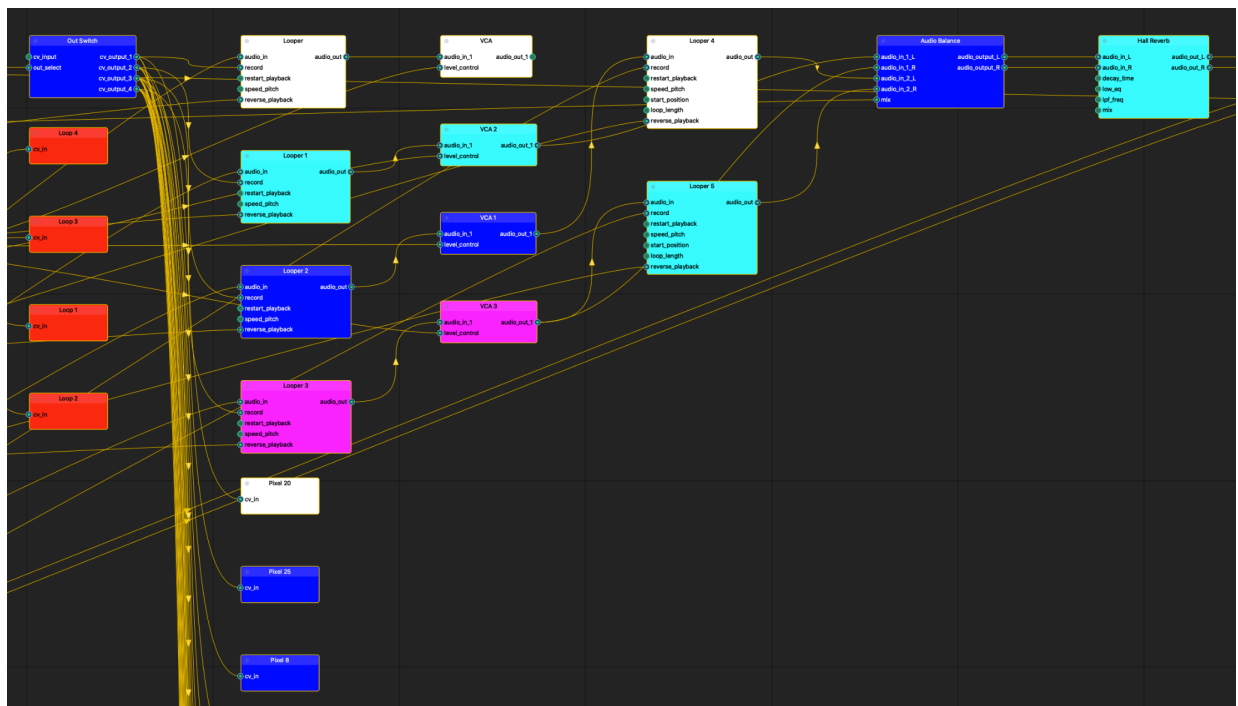 Out Switch
cv_input
out_select
cv_output_1
cv_output_2
cv_output_3
cv_output_4
Loop 4
cv_in
Loop 3
cv_in
Loop 1
cv_in
Loop 2
cv_in
Looper
audio_in
audio_out
record
restart_playback
speed_pitch
reverse_playback
Looper 1
audio_in
audio_out
record
restart_playback
speed_pitch
reverse_playback
Looper 2
audio_in
audio_out
record
restart_playback
speed_pitch
reverse_playback
Looper 3
audio_in
audio_out
record
restart_playback
speed_pitch
reverse_playback
Pixel 20
cv_in
Pixel 25
cv_in
Pixel 8
cv_in
VCA
audio_in_1
audio_out_1
level_control
VCA 2
audio_in_1
audio_out_1
level_control
VCA 1
audio_in_1
audio_out_1
level_control
VCA 3
audio_in_1
audio_out_1
level_control
Looper 4
audio_in
audio_out
record
restart_playback
speed_pitch
start_position
loop_length
reverse_playback
Looper 5
audio_in
audio_out
record
restart_playback
speed_pitch
start_position
loop_length
reverse_playback
Audio Balance
audio_in_1_L
audio_output_L
audio_in_1_R
audio_output_R
audio_in_2_L
audio_in_2_R
mix
Hall Reverb
audio_in_L
audio_out_L
audio_in_R
audio_out_R
decay_time
low_eq
lpf_freq
mix